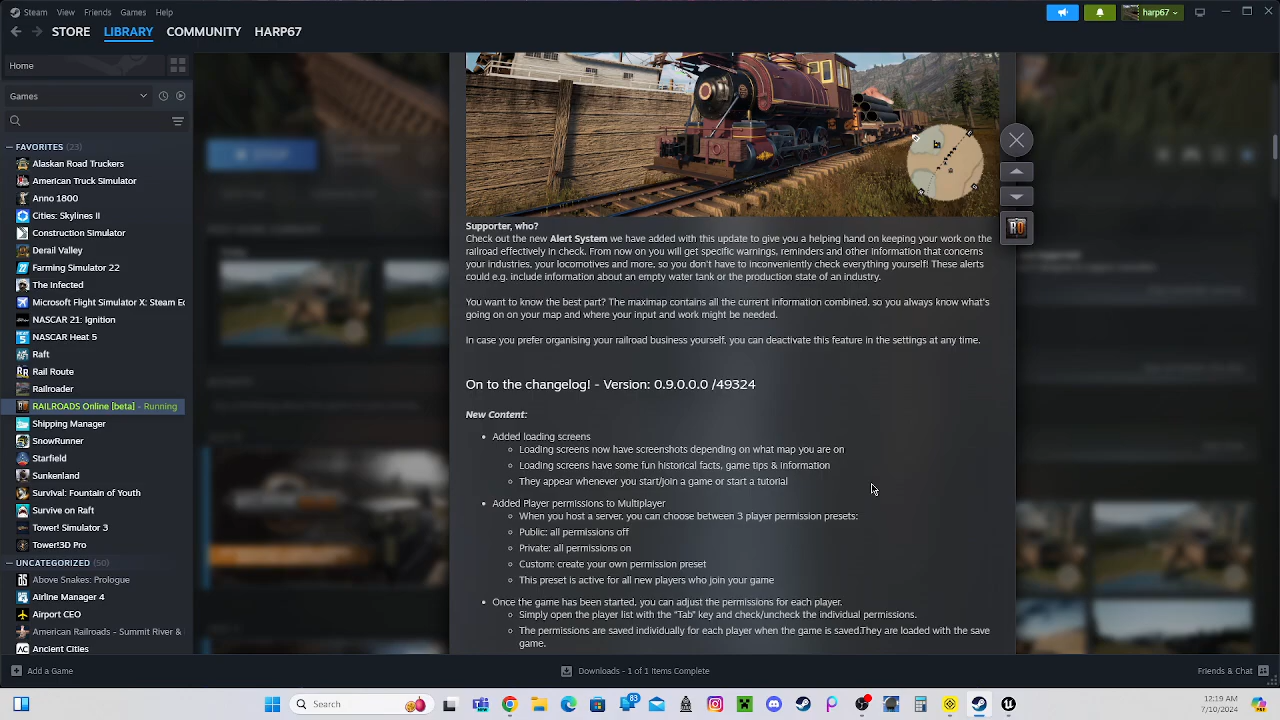 Steam View Friends Games Help
harp67
STORE LIBRARY COMMUNITY HARP67
Home
Games
FAVORITES (23)
Alaskan Road Truckers
American Truck Simulator
Anno 1800
Cities: Skylines II
Construction Simulator
Derail Valley
Farming Simulator 22
The Infected
Microsoft Flight Simulator X: Steam Ec
NASCAR 21: Ignition
NASCAR Heat 5
Raft
Rail Route
Railroader
RAILROADS Online [beta] - Running
Shipping Manager
SnowRunner
Starfield
Sunkenland
Survival: Fountain of Youth
Survive on Raft
Tower! Simulator 3
Tower!3D Pro
UNCATEGORIZED (50)
Above Snakes: Prologue
Airline Manager 4
Airport CEO
American Railroads - Summit River &
Ancient Cities
Supporter, who?
Check out the new Alert System we have added with this update to give you a helping hand on keeping your work on the
railroad effectively in check. From now on you will get specific warnings, reminders and other information that concerns
your industries, your locomotives and more, so you don't have to inconveniently check everything yourself! These alerts
could e.g. include information about an empty water tank or the production state of an industry.
You want to know the best part? The maximap contains all the current information combined, so you always know what's
going on on your map and where your input and work might be needed.
In case you prefer organising your railroad business yourself, you can deactivate this feature in the settings at any time.
On to the changelog! - Version: 0.9.0.0.0 /49324
New Content:
• Added loading screens
Loading screens now have screenshots depending on what map you are on
Loading screens have some fun historical facts, game tips & information
They appear whenever you start/join a game or start a tutorial
• Added Player permissions to Multiplayer
When you host a server, you can choose between 3 player permission presets:
Public: all permissions off
Private: all permissions on
Custom: create your own permission preset
This preset is active for all new players who join your game
• Once the game has been started, you can adjust the permissions for each player.
Simply open the player list with the "Tab" key and check/uncheck the individual permissions.
The permissions are saved individually for each player when the game is saved.They are loaded with the save
game.
RO
Add a Game
Downloads - 1 of 1 Items Complete
Friends & Chat
Search
83
12:19 AM
7/10/2024